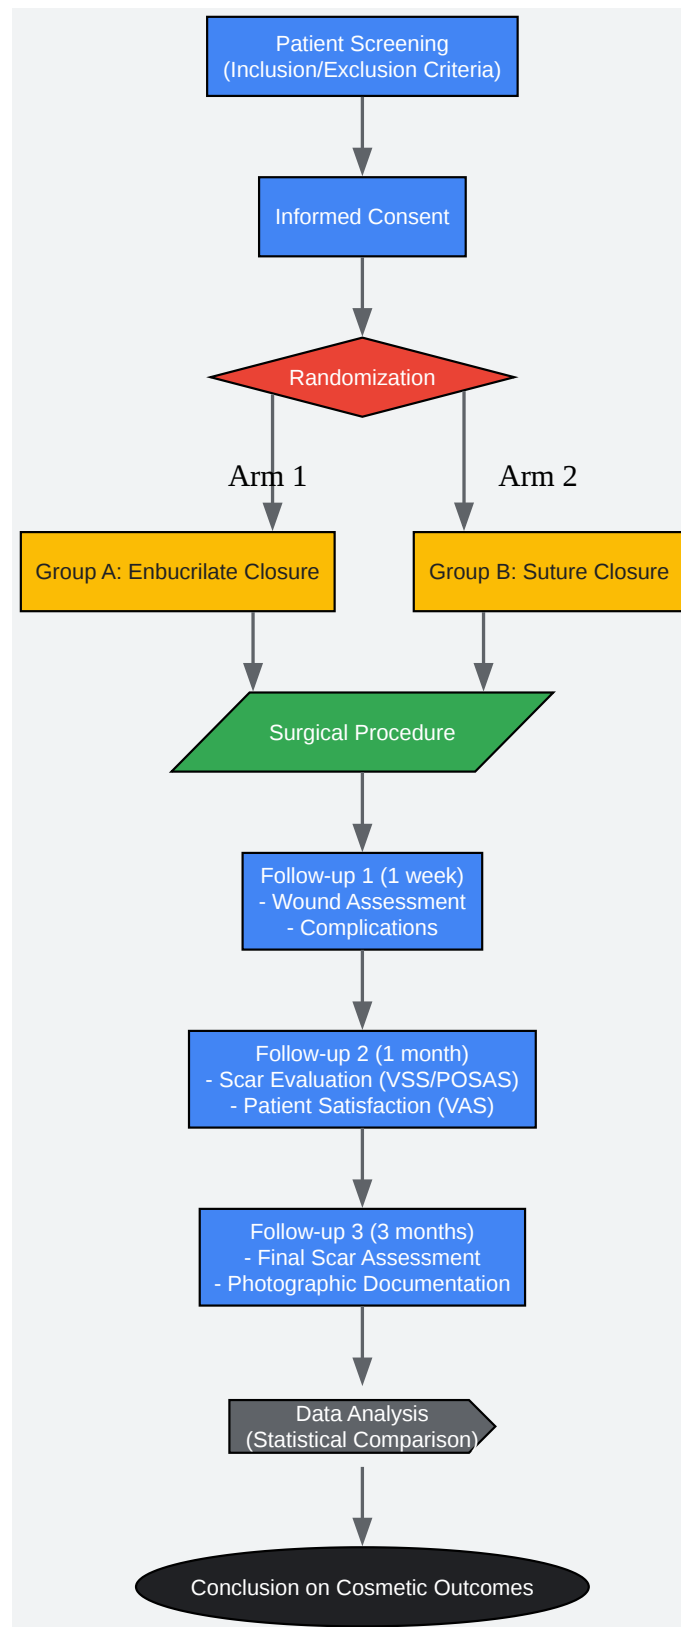 Patient Screening
(Inclusion/Exclusion Criteria)
Informed Consent
Randomization
Arm 1
Arm 2
Group A: Enbucrilate Closure
Group B: Suture Closure
Surgical Procedure
Follow-up 1 (1 week)
- Wound Assessment
- Complications
Follow-up 2 (1 month)
- Scar Evaluation (VSS/POSAS)
- Patient Satisfaction (VAS)
Follow-up 3 (3 months)
- Final Scar Assessment
- Photographic Documentation
Data Analysis
(Statistical Comparison)
Conclusion on Cosmetic Outcomes